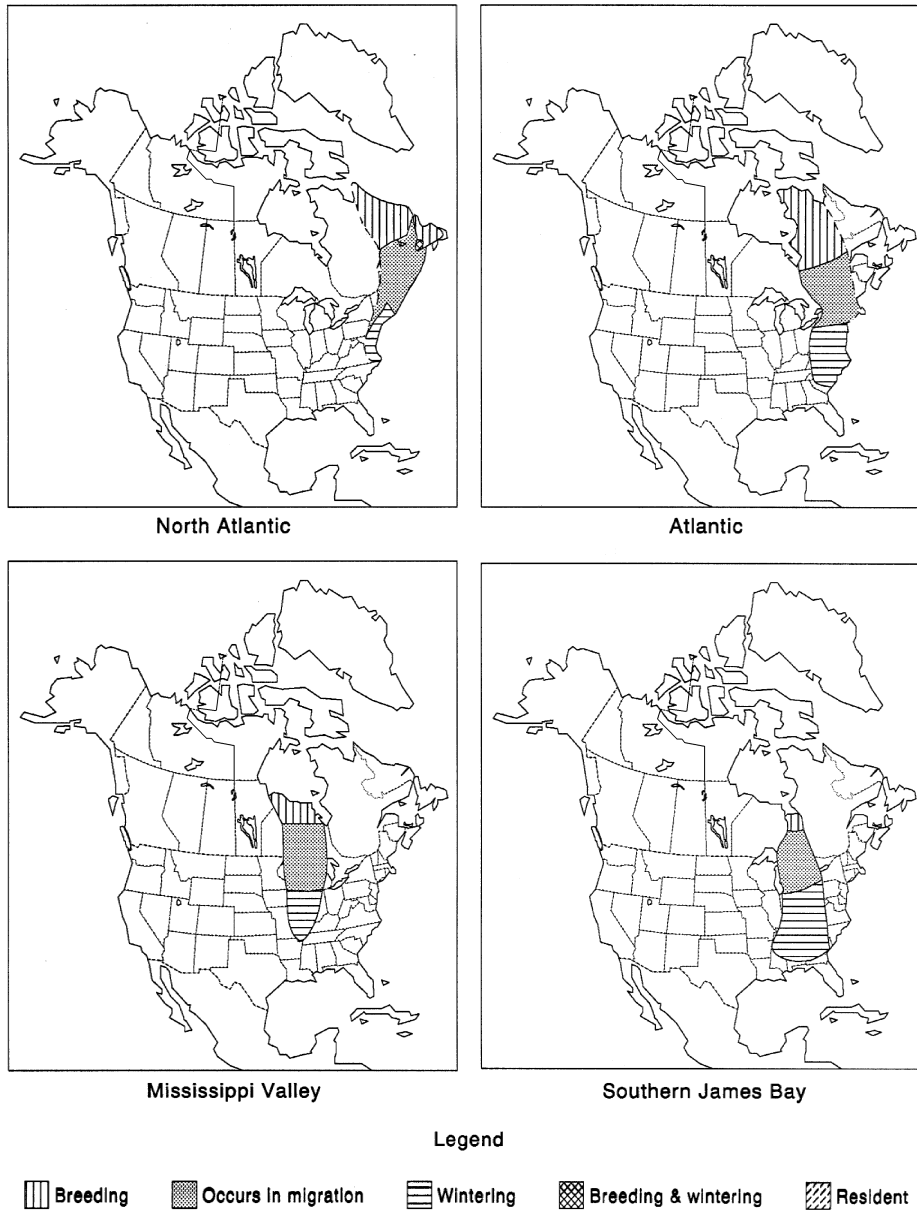 North Atlantic
Atlantic
Mississippi Valley
Southern James Bay
Legend
Breeding
Occurs in migration
Wintering
Breeding & wintering
Resident